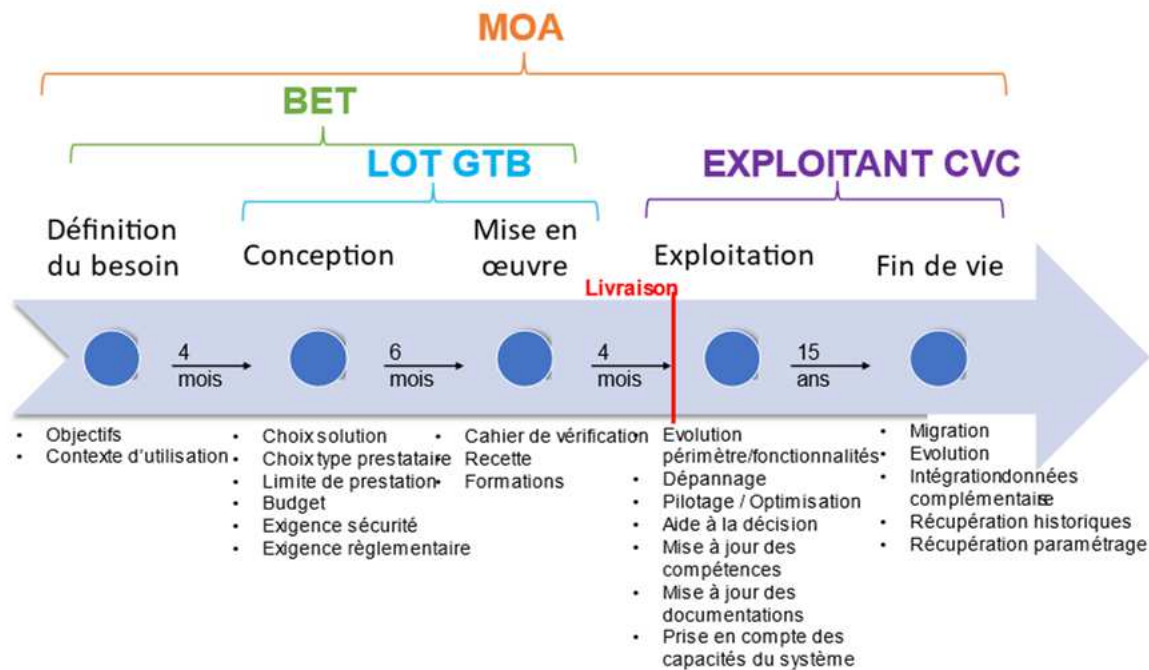 MOA
BET
LOT GTB
EXPLOITANT CVC
Définition
du besoin
Conception
Mise en
œuvre
Exploitation
Fin de vie
Livraison
4
mois
6
mois
4
mois
15
ans
• Objectifs
• Contexte d'utilisation
• Choix solution
• Choix type prestataire
• Limite de prestation
• Budget
• Exigence sécurité
• Exigence règlementaire
• Cahier de vérification
• Recette
• Formations
• Evolution
périmètre/fonctionnalités
• Dépannage
• Pilotage / Optimisation
• Aide à la décision
• Mise à jour des
compétences
• Mise à jour des
documentations
• Prise en compte des
capacités du système
• Migration
• Evolution
• Intégrationdonnées
complémentaires
• Récupération historiques
• Récupération paramétrage